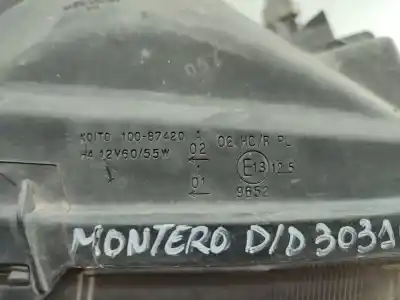 KOITO 100-87420
02 02 HC/R PL
H4 12V60/55W
E13 12.5
01
9652
MONTERO D/D 3031